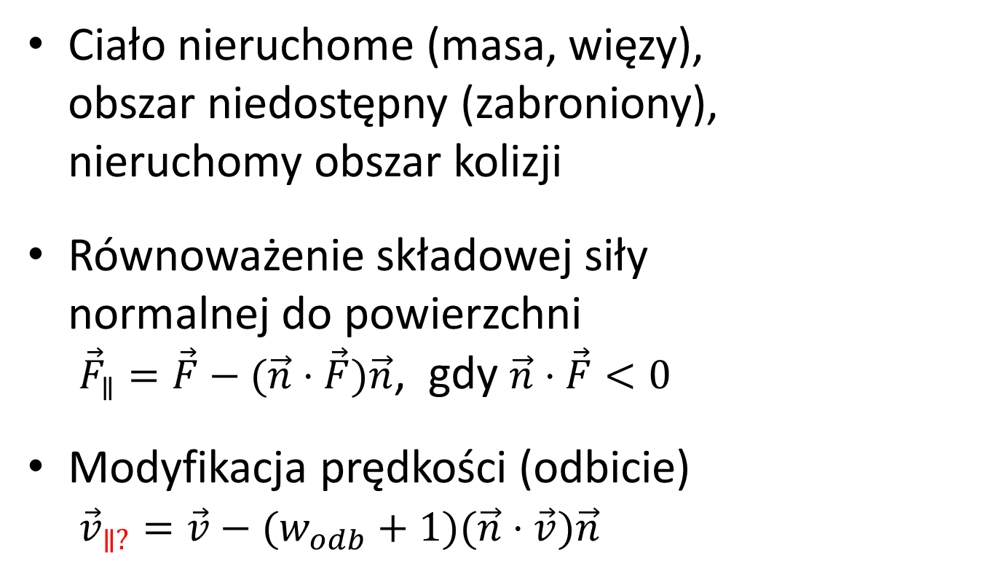 • Ciało nieruchome (masa, więzy),
obszar niedostępny (zabroniony),
nieruchomy obszar kolizji
• Równoważenie składowej siły
normalnej do powierzchni
$\vec{F}_{\parallel} = \vec{F} - (\vec{n} \cdot \vec{F})\vec{n}$, gdy $\vec{n} \cdot \vec{F} < 0$
• Modyfikacja prędkości (odbicie)
$\vec{v}_{\parallel ?} = \vec{v} - (w_{odb} + 1)(\vec{n} \cdot \vec{v})\vec{n}$